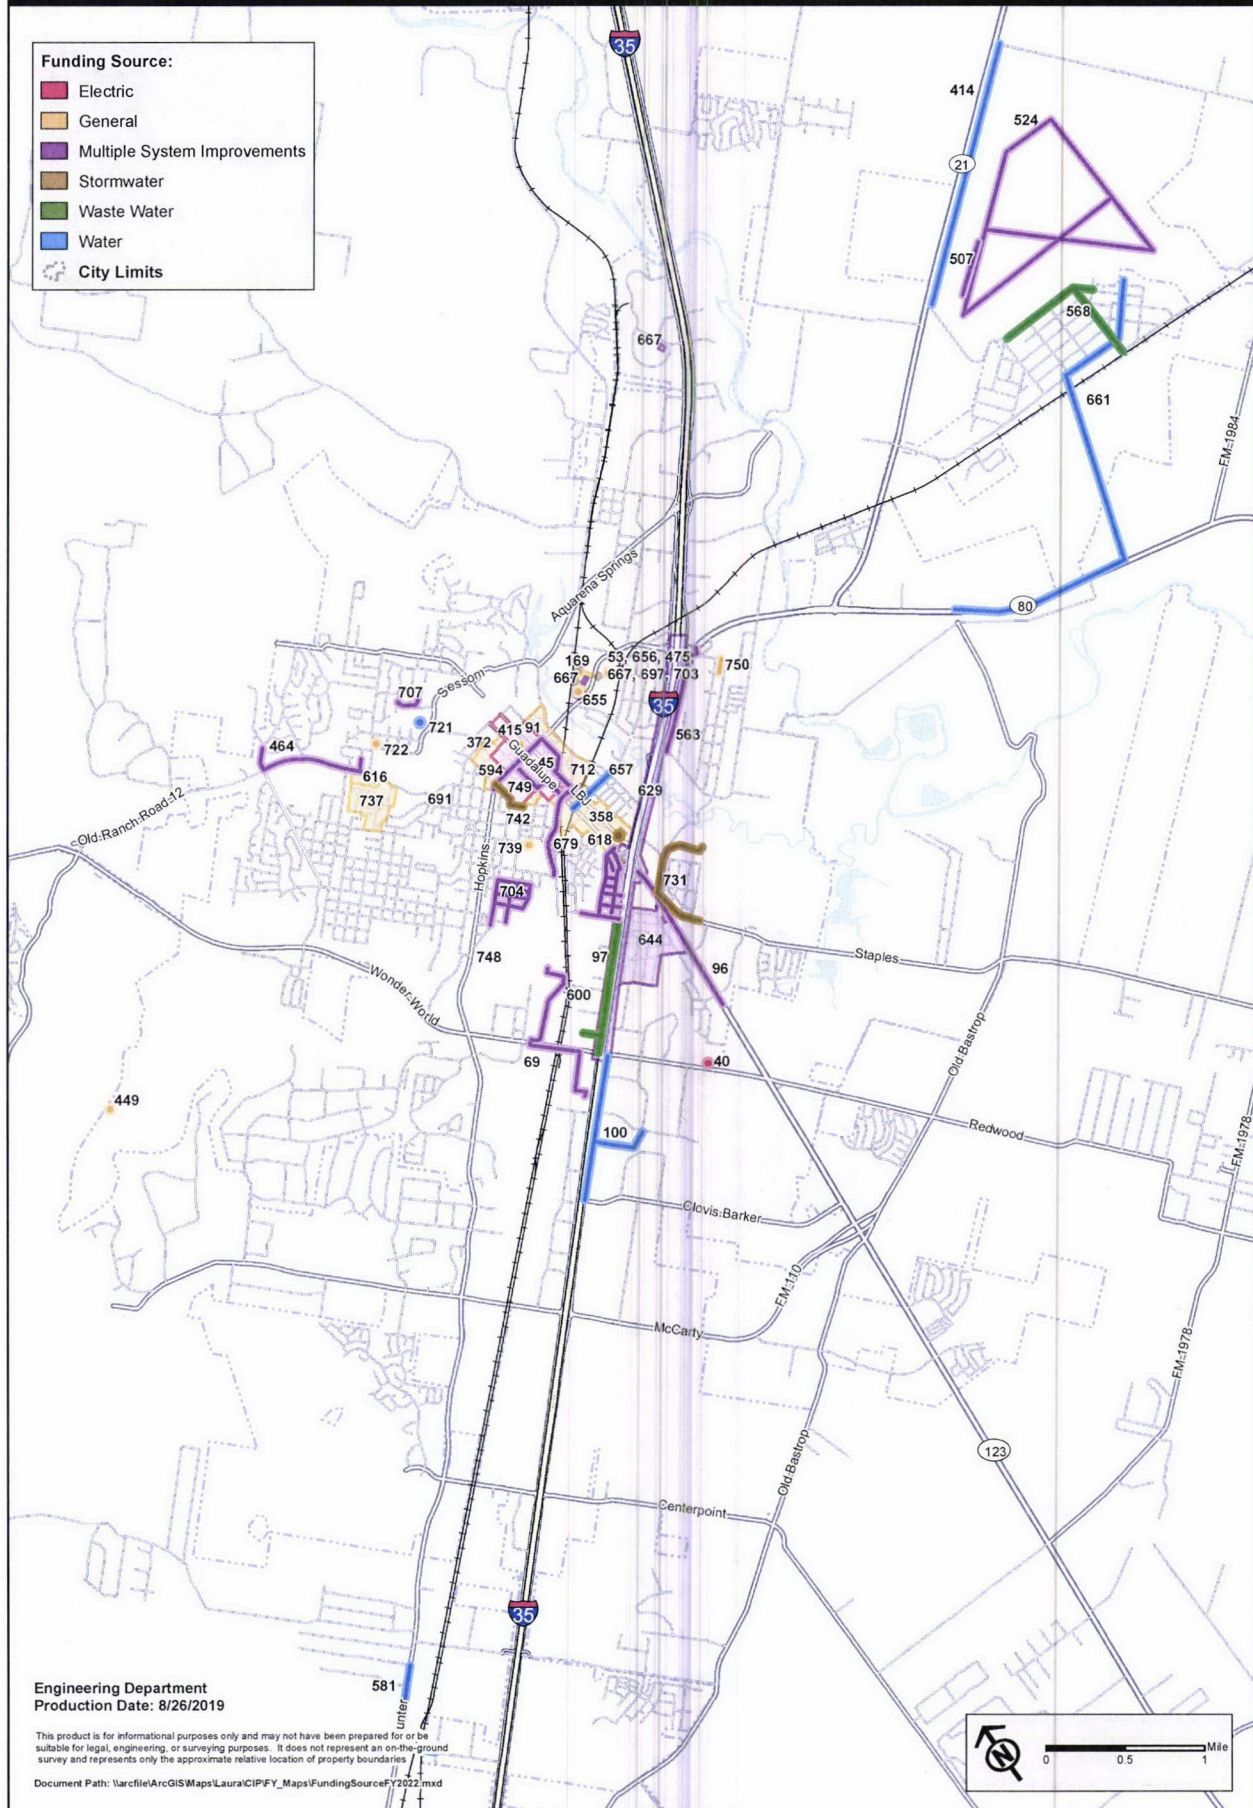 35
Funding Source:
Electric
General
Multiple System Improvements
Stormwater
Waste Water
Water
City Limits
414
524
21
507
568
667
661
FM-1984
Aquarena Springs
80
169
53, 656, 475
667
667, 697, 703
750
655
Sessom
707
35
721
415
91
563
372
Guadalupe
722
464
45
712
657
594
616
749
LBJ
629
737
691
358
Old Ranch Road-12
742
618
739
679
Hopkins
731
704
644
748
97
Staples
96
Wonder-World
600
Old-Bastrop
69
40
449
100
Redwood
FM-1978
Clovis-Barker
FM-110
McCarty
FM-1978
Old-Bastrop
123
Centerpoint
35
581
unter
Engineering Department
Production Date: 8/26/2019
This product is for informational purposes only and may not have been prepared for or be
suitable for legal, engineering, or surveying purposes. It does not represent an on-the-ground
survey and represents only the approximate relative location of property boundaries
Document Path: \\arcfile\ArcGIS\Maps\Laura\CIP\FY_Maps\FundingSourceFY2022.mxd
N
Mile
0 0.5 1